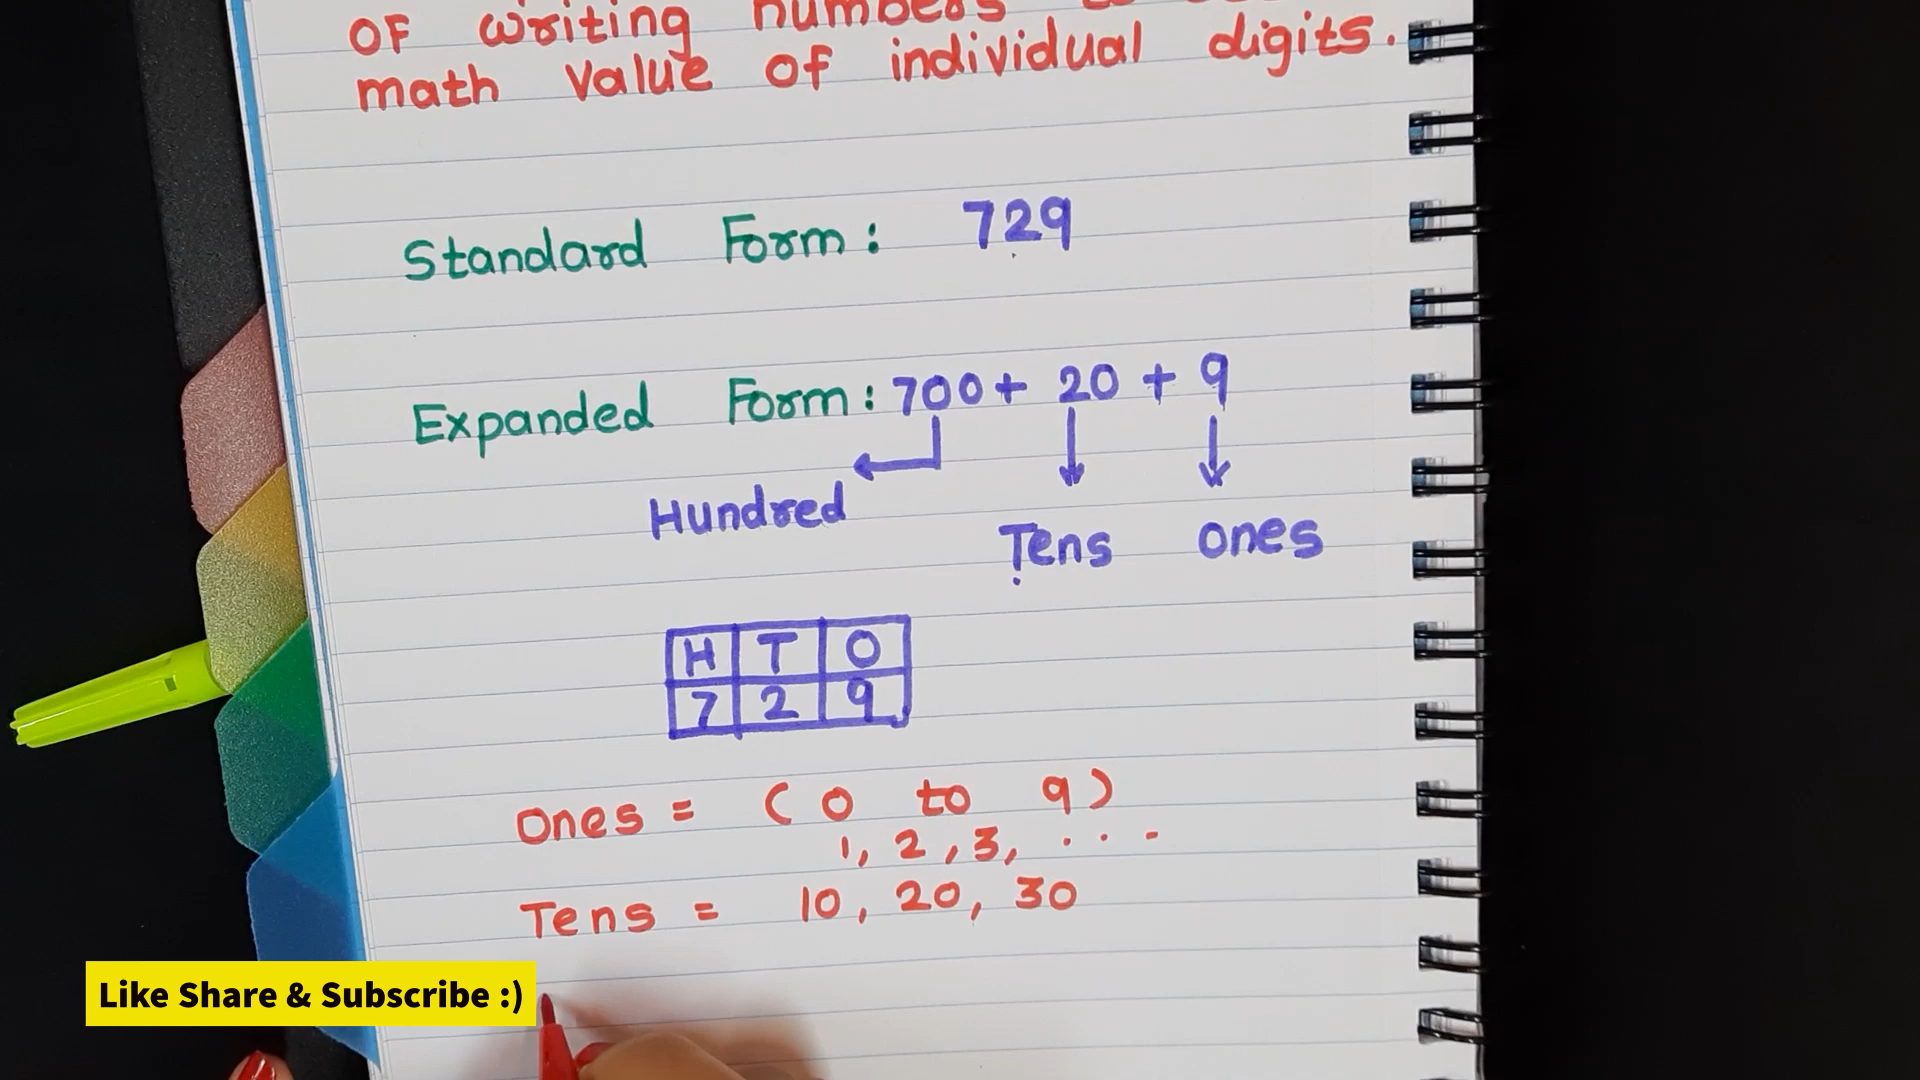 of writing numbers
math value of individual digits.
Standard Form: 729
Expanded Form: 700 + 20 + 9
Hundred
Tens ones
H T O
7 2 9
Ones = (0 to 9)
1, 2, 3, . . . -
Tens = 10, 20, 30
Like Share & Subscribe :)